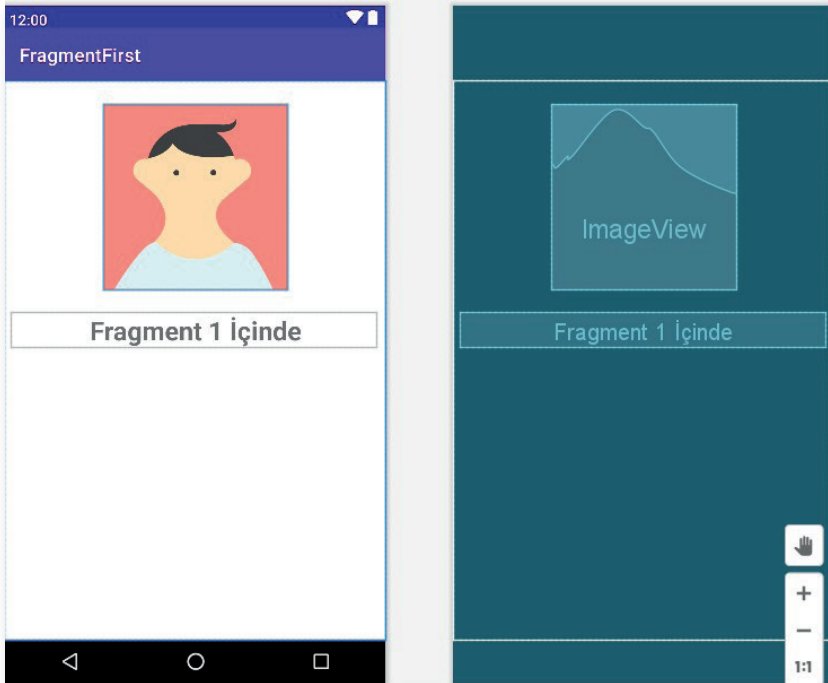 12:00
FragmentFirst
Fragment 1 İçinde
ImageView
Fragment 1 İçinde
1:1